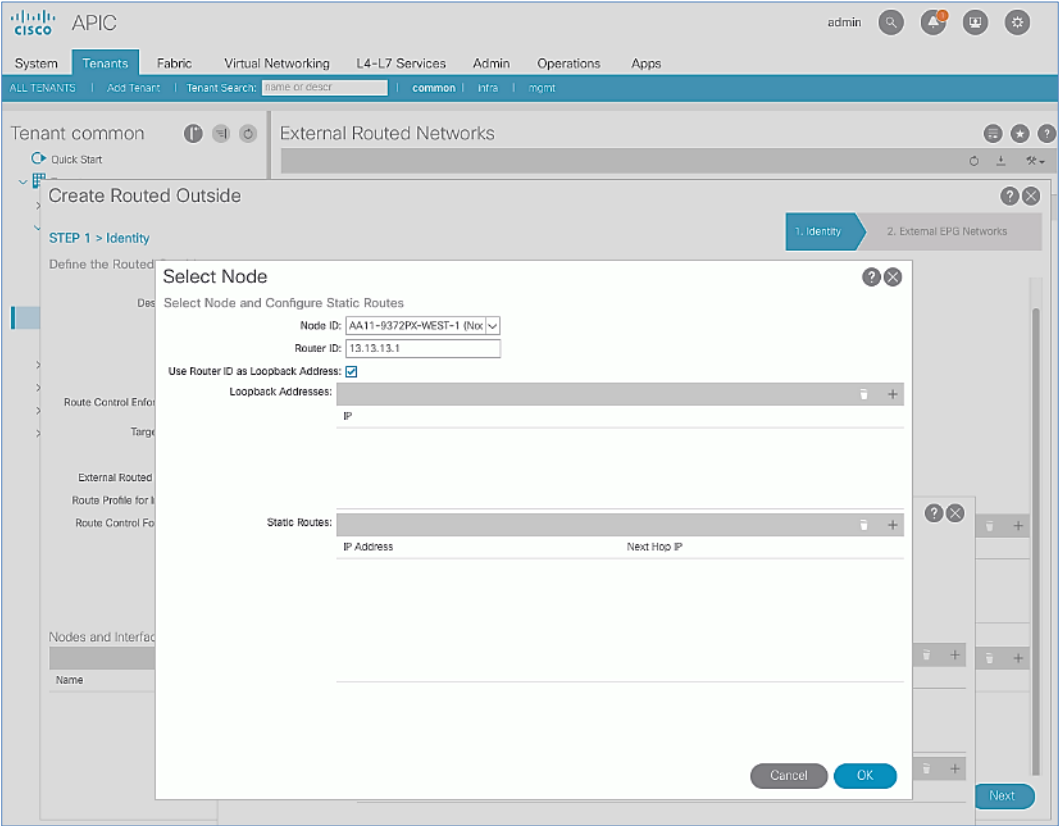 CISCO APIC admin 1
System Tenants Fabric Virtual Networking L4-L7 Services Admin Operations Apps
ALL TENANTS | Add Tenant | Tenant Search: name or descr | common | infra | mgmt
Tenant common
External Routed Networks
Quick Start
Create Routed Outside
STEP 1 > Identity
1. Identity
2. External EPG Networks
Define the Routed
Select Node
Select Node and Configure Static Routes
Des
Node ID: AA11-9372PX-WEST-1 (Noc
Router ID: 13.13.13.1
Use Router ID as Loopback Address:
Loopback Addresses:
IP
Route Control Enfor
Targe
External Routed
Route Profile for I
Route Control Fo
Static Routes:
IP Address Next Hop IP
Nodes and Interfac
Name
Cancel OK
Next